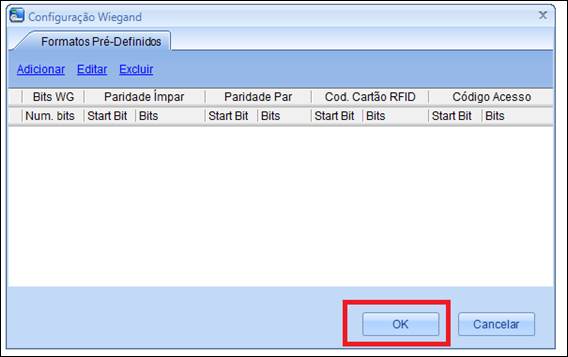 Configuração Wiegand
Formatos Pré-Definidos
Adicionar Editar Excluir
Bits WG Paridade Ímpar Paridade Par Cod. Cartão RFID Código Acesso
Num. bits Start Bit Bits Start Bit Bits Start Bit Bits Start Bit Bits
OK Cancelar